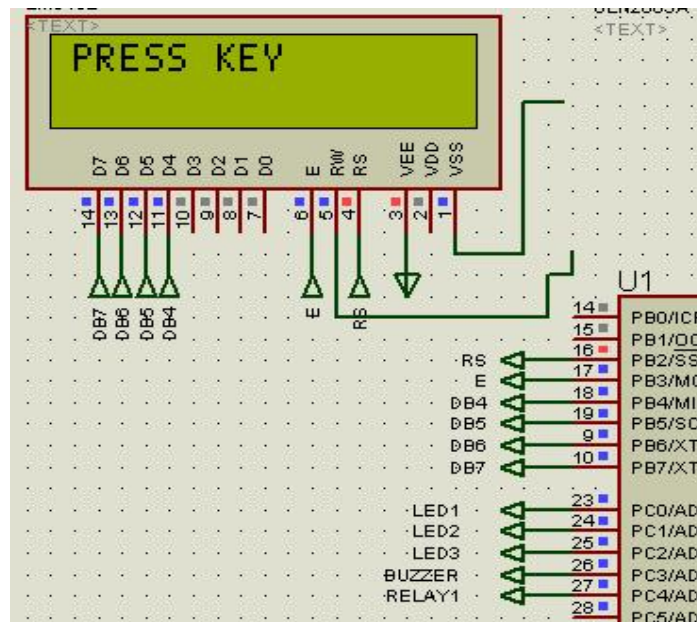 <TEXT>
<TEXT>
PRESS KEY
D7 D6 D5 D4 D3 D2 D1 D0 E RW RS VEE VDD VSS
14 13 12 11 10 9 8 7 6 5 4 3 2 1
DB7 DB6 DB5 DB4 E RS
U1
14 PB0/ICP
15 PB1/OC
RS 16 PB2/SS
E 17 PB3/MO
DB4 18 PB4/MI
DB5 19 PB5/SC
DB6 9 PB6/XT
DB7 10 PB7/XT
LED1 23 PC0/AD
LED2 24 PC1/AD
LED3 25 PC2/AD
BUZZER 26 PC3/AD
RELAY1 27 PC4/AD
28 PC5/AD